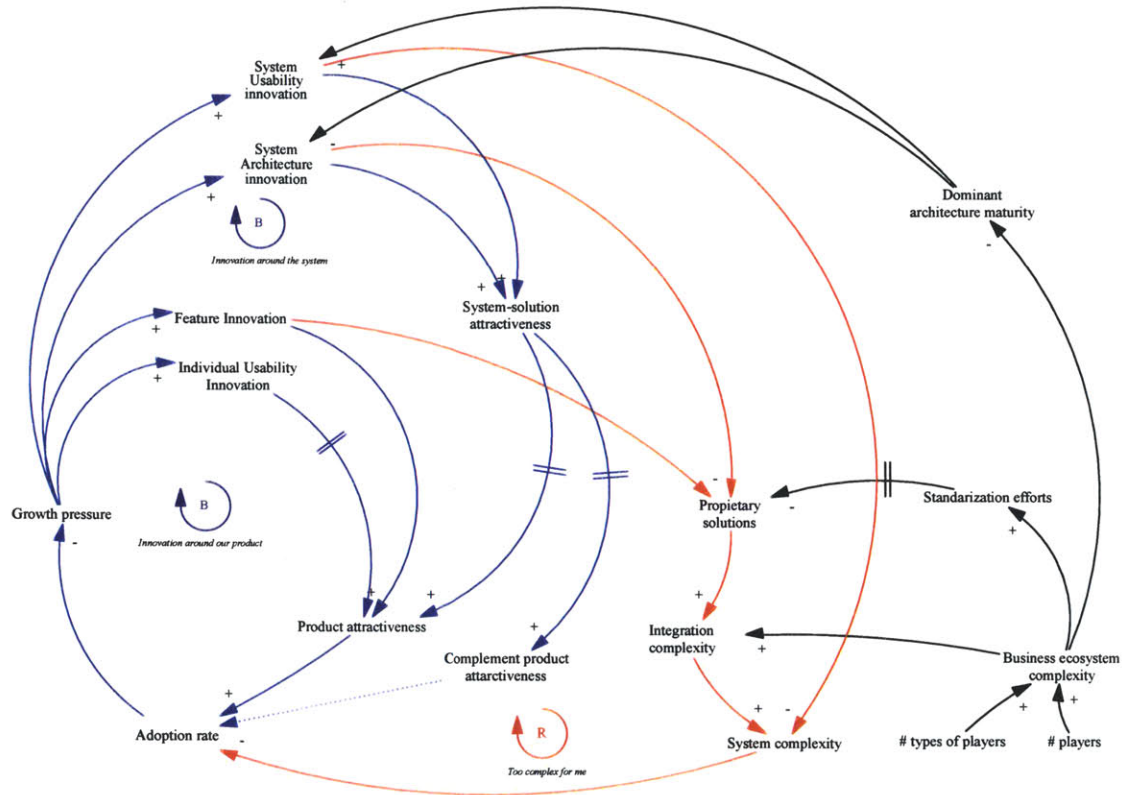 System
Usability
innovation
+
+
System
Architecture
innovation
-
+
B
Innovation around the system
Dominant
architecture maturity
-
Feature Innovation
+
+
+
System-solution
attractiveness
Individual Usability
Innovation
+
Growth pressure
-
B
Innovation around our product
-
Propietary
solutions
-
Standarization efforts
+
+
+
Product attractiveness
+
Complement product
attarctiveness
+
Integration
complexity
+
Business ecosystem
complexity
+
+
+
-
+
+
Adoption rate
-
R
Too complex for me
System complexity
# types of players
# players